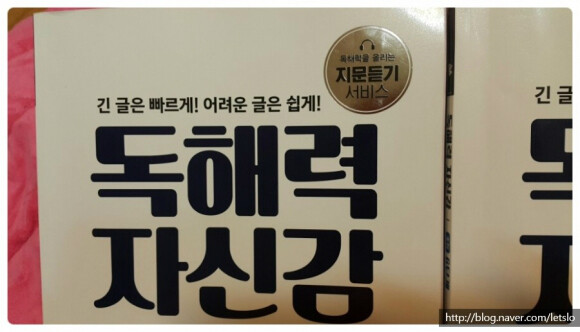 독해력을 올리는
지문듣기
서비스
긴 글은 빠르게! 어려운 글은 쉽게!
독해력
자신감
긴 글
http://blog.naver.com/letslo